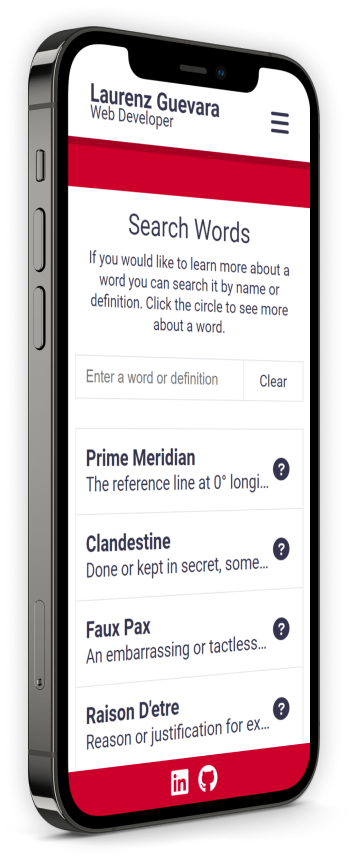 Laurenz Guevara
Web Developer
Search Words
If you would like to learn more about a
word you can search it by name or
definition. Click the circle to see more
about a word.
Enter a word or definition
Clear
Prime Meridian
The reference line at 0° longi...
?
Clandestine
Done or kept in secret, some...
?
Faux Pax
An embarrassing or tactless...
?
Raison D'etre
Reason or justification for ex...
?
in